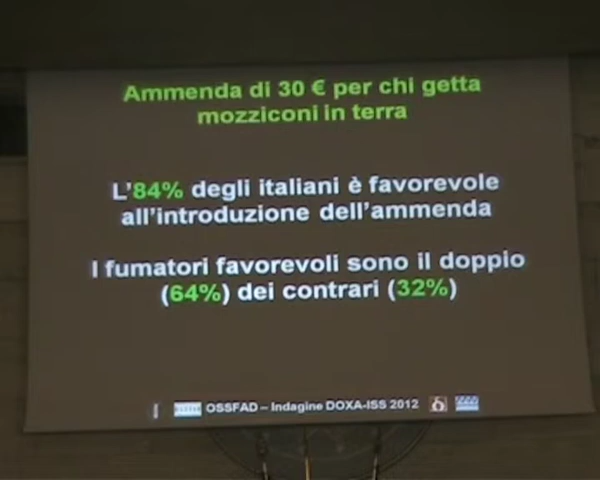 Ammenda di 30 € per chi getta
mozziconi in terra
L'84% degli italiani è favorevole
all'introduzione dell'ammenda
I fumatori favorevoli sono il doppio
(64%) dei contrari (32%)
OSSFAD – Indagine DOXA-ISS 2012